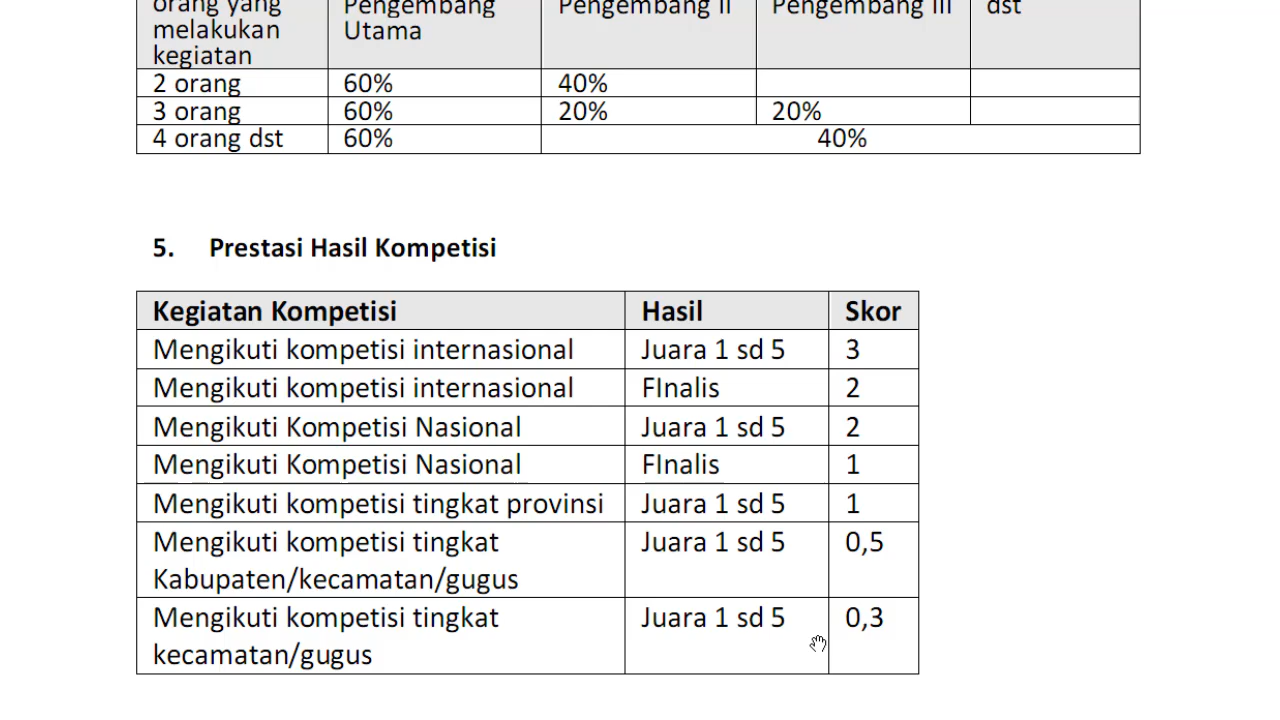 orang yang
melakukan
kegiatan
Pengembang
Utama
Pengembang II
Pengembang III
dst
2 orang 60% 40%
3 orang 60% 20% 20%
4 orang dst 60% 40%
5. Prestasi Hasil Kompetisi
Kegiatan Kompetisi Hasil Skor
Mengikuti kompetisi internasional Juara 1 sd 5 3
Mengikuti kompetisi internasional FInalis 2
Mengikuti Kompetisi Nasional Juara 1 sd 5 2
Mengikuti Kompetisi Nasional FInalis 1
Mengikuti kompetisi tingkat provinsi Juara 1 sd 5 1
Mengikuti kompetisi tingkat Juara 1 sd 5 0,5
Kabupaten/kecamatan/gugus
Mengikuti kompetisi tingkat Juara 1 sd 5 0,3
kecamatan/gugus